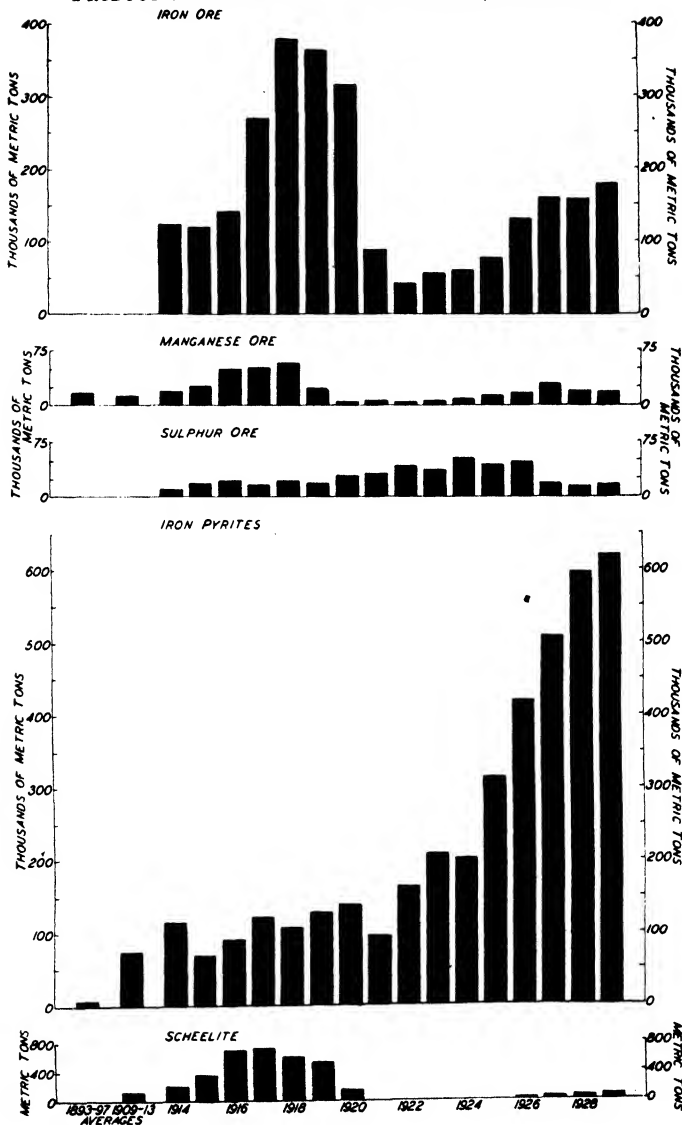 IRON ORE
400
300
200
100
0
THOUSANDS OF METRIC TONS
400
300
200
100
0
THOUSANDS OF METRIC TONS
MANGANESE ORE
75
0
75
0
SULPHUR ORE
75
0
75
0
THOUSANDS OF
METRIC TONS
THOUSANDS OF
METRIC TONS
IRON PYRITES
600
500
400
300
200
100
0
THOUSANDS OF METRIC TONS
600
500
400
300
200
100
0
THOUSANDS OF METRIC TONS
SCHEELITE
800
400
0
METRIC TONS
800
400
0
METRIC TONS
1893-97 1909-13 1914 1916 1918 1920 1922 1924 1926 1928
AVERAGES